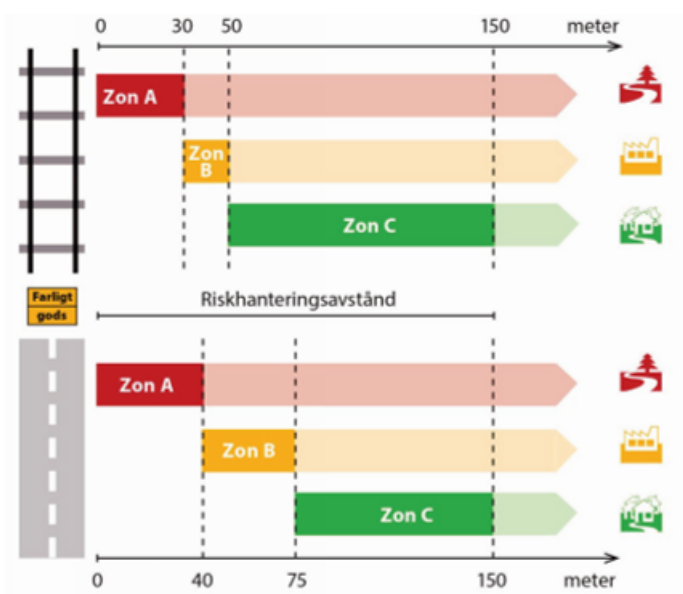 0 30 50 150 meter
Zon A
Zon
B
Zon C
Farligt
gods
Riskhanteringsavstånd
Zon A
Zon B
Zon C
0 40 75 150 meter